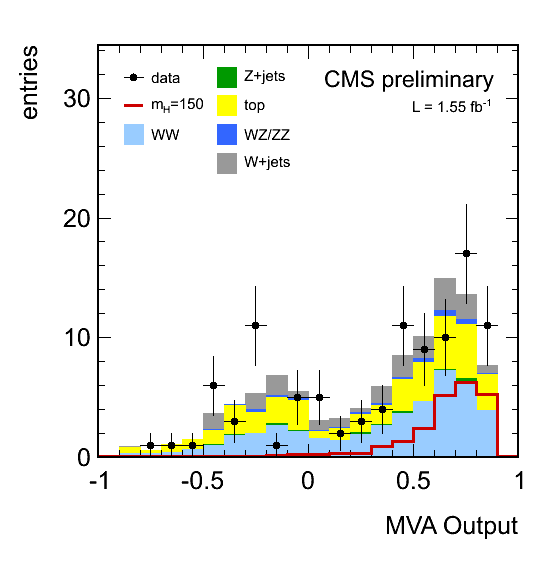 entries
CMS preliminary
L = 1.55 fb⁻¹
data
m_H=150
WW
Z+jets
top
WZ/ZZ
W+jets
30
20
10
0
-1 -0.5 0 0.5 1
MVA Output